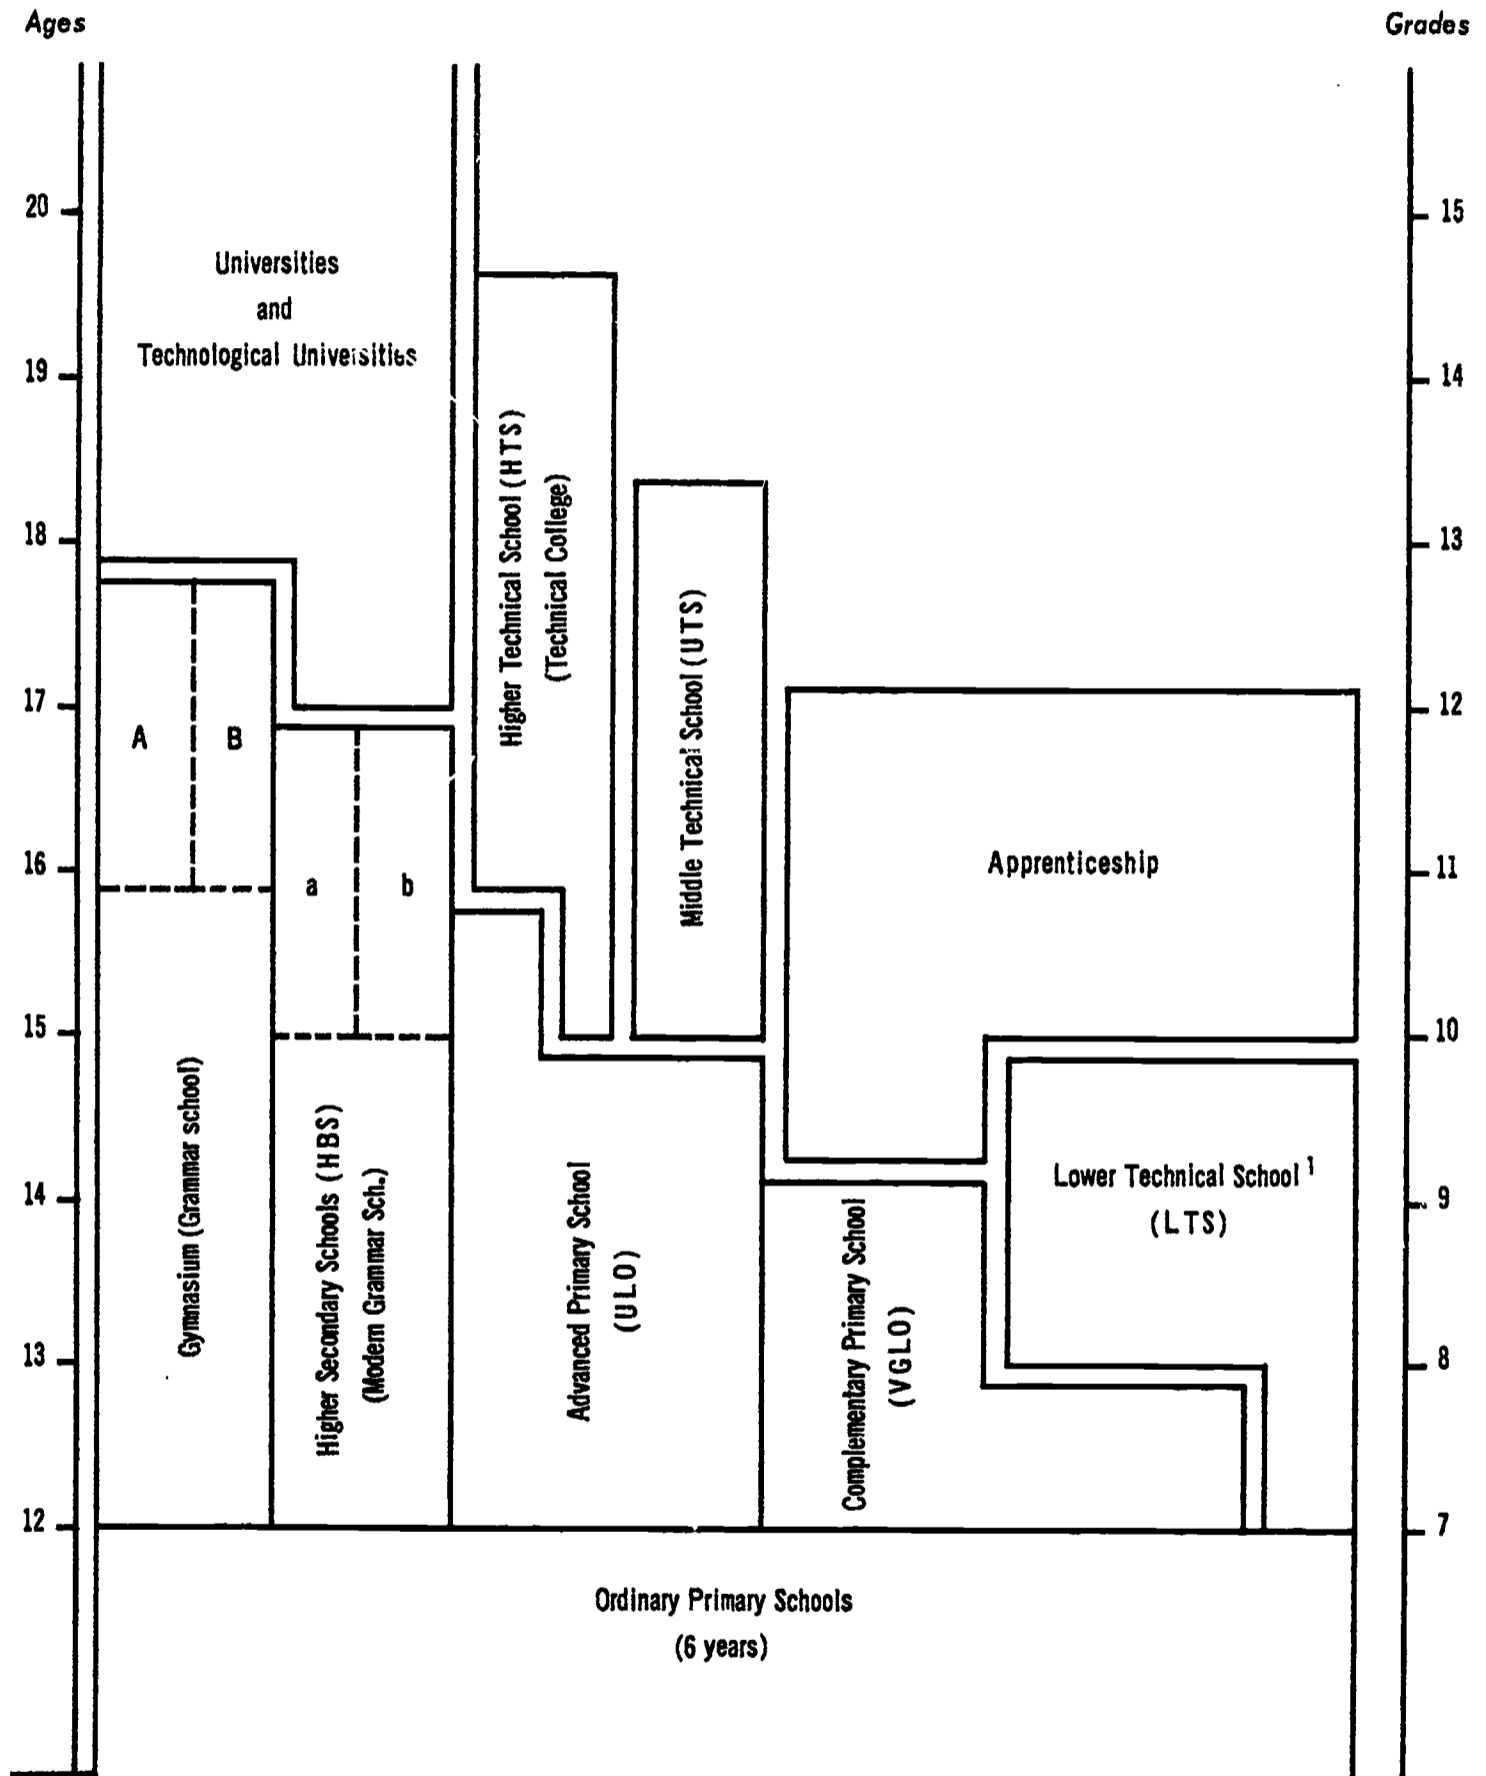 Ages
Grades
20
15
Universities
and
Technological Universities
19
14
Higher Technical School (HTS)
(Technical College)
18
13
Middle Technical School (UTS)
17
12
A
B
a
b
16
11
Apprenticeship
15
10
Gymnasium (Grammar school)
Higher Secondary Schools (HBS)
(Modern Grammar Sch.)
Advanced Primary School
(ULO)
Complementary Primary School
(VGLO)
Lower Technical School 1
(LTS)
14
9
13
8
12
7
Ordinary Primary Schools
(6 years)